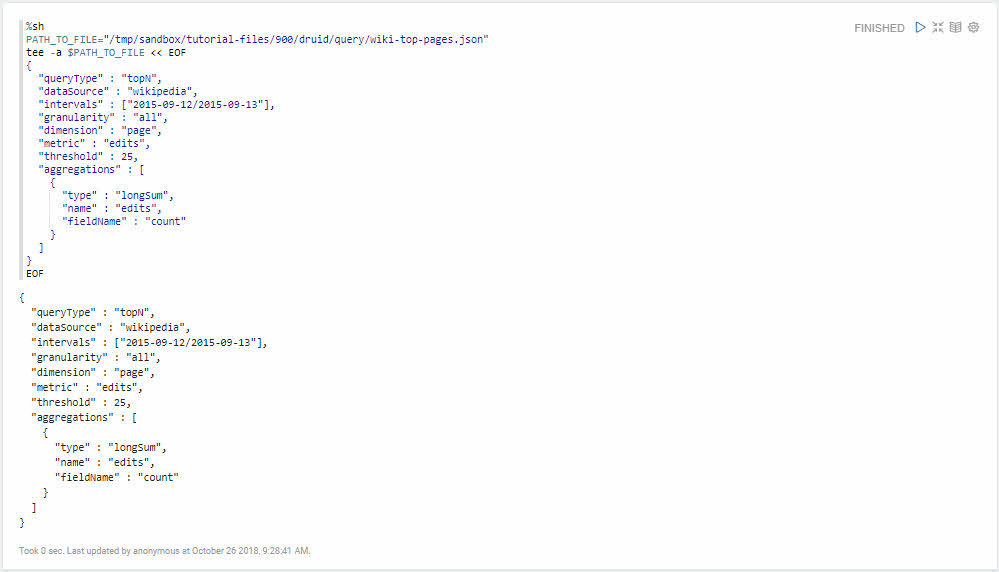 %sh
FINISHED
PATH_TO_FILE="/tmp/sandbox/tutorial-files/900/druid/query/wiki-top-pages.json"
tee -a $PATH_TO_FILE << EOF
{
  "queryType" : "topN",
  "dataSource" : "wikipedia",
  "intervals" : ["2015-09-12/2015-09-13"],
  "granularity" : "all",
  "dimension" : "page",
  "metric" : "edits",
  "threshold" : 25,
  "aggregations" : [
    {
      "type" : "longSum",
      "name" : "edits",
      "fieldName" : "count"
    }
  ]
}
EOF
{
  "queryType" : "topN",
  "dataSource" : "wikipedia",
  "intervals" : ["2015-09-12/2015-09-13"],
  "granularity" : "all",
  "dimension" : "page",
  "metric" : "edits",
  "threshold" : 25,
  "aggregations" : [
    {
      "type" : "longSum",
      "name" : "edits",
      "fieldName" : "count"
    }
  ]
}
Took 0 sec. Last updated by anonymous at October 26 2018, 9:28:41 AM.